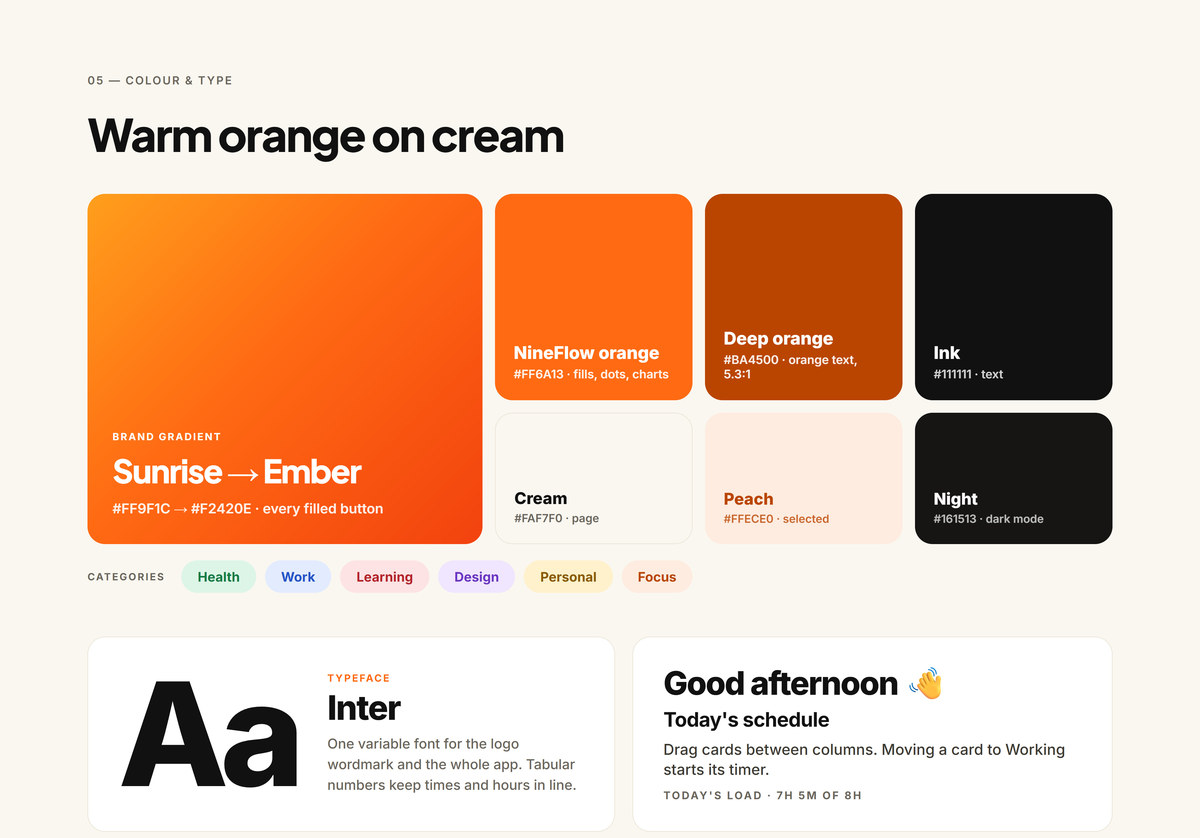 05 — COLOUR & TYPE
Warm orange on cream
BRAND GRADIENT
Sunrise → Ember
#FF9F1C → #F2420E · every filled button
NineFlow orange
#FF6A13 · fills, dots, charts
Deep orange
#BA4500 · orange text,
5.3:1
Ink
#111111 · text
Cream
#FAF7F0 · page
Peach
#FFECE0 · selected
Night
#161513 · dark mode
CATEGORIES
Health
Work
Learning
Design
Personal
Focus
Aa
TYPEFACE
Inter
One variable font for the logo
wordmark and the whole app. Tabular
numbers keep times and hours in line.
Good afternoon 👋
Today's schedule
Drag cards between columns. Moving a card to Working
starts its timer.
TODAY'S LOAD · 7H 5M OF 8H